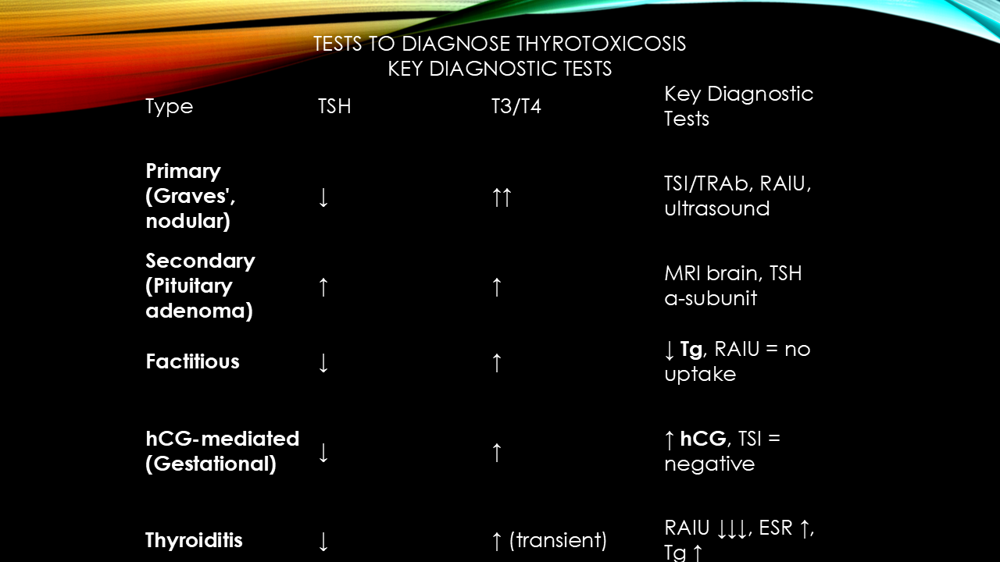 TESTS TO DIAGNOSE THYROTOXICOSIS
KEY DIAGNOSTIC TESTS
Type TSH T3/T4 Key Diagnostic
Tests
Primary
(Graves',
nodular) ↓ ↑↑ TSI/TRAb, RAIU,
ultrasound
Secondary
(Pituitary
adenoma) ↑ ↑ MRI brain, TSH
α-subunit
Factitious ↓ ↑ ↓ Tg, RAIU = no
uptake
hCG-mediated
(Gestational) ↓ ↑ ↑ hCG, TSI =
negative
Thyroiditis ↓ ↑ (transient) RAIU ↓↓↓, ESR ↑,
Tg ↑